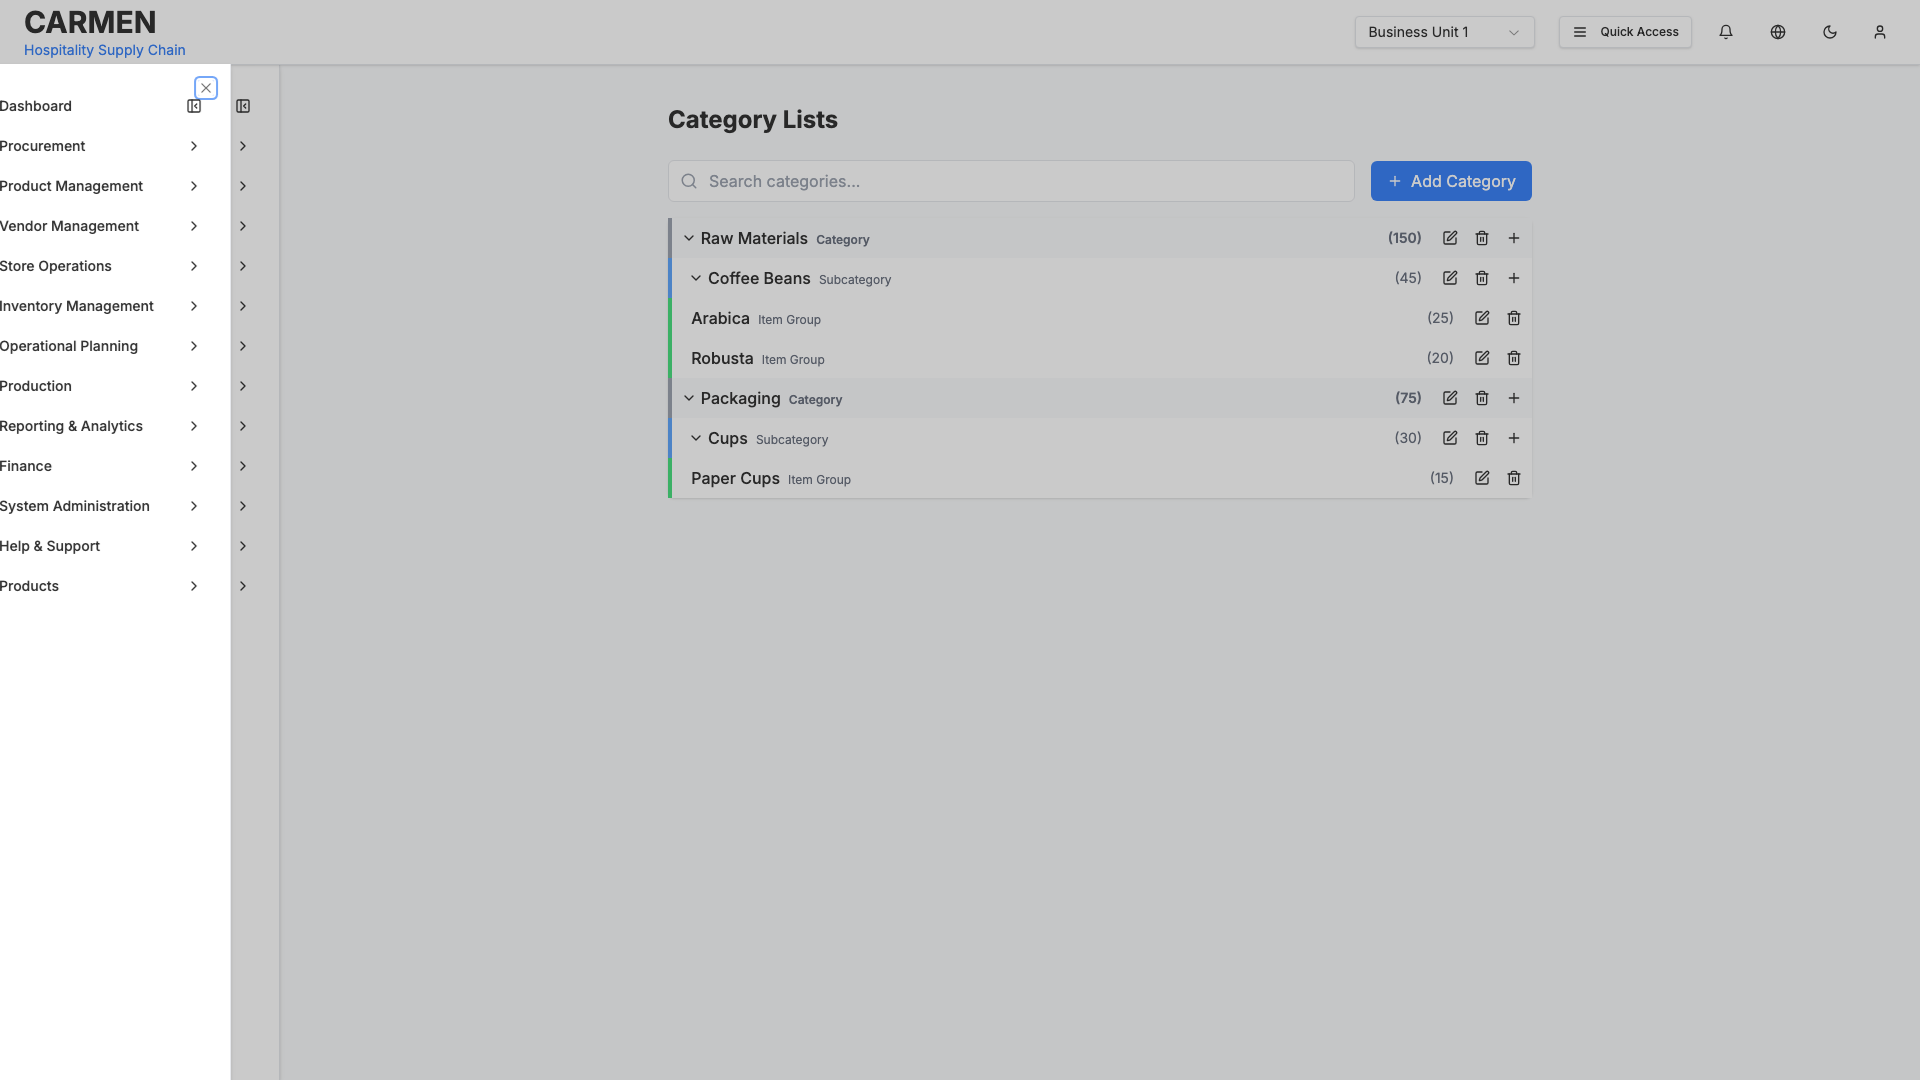 CARMEN
Hospitality Supply Chain
Business Unit 1
Quick Access
Dashboard
Procurement
Product Management
Vendor Management
Store Operations
Inventory Management
Operational Planning
Production
Reporting & Analytics
Finance
System Administration
Help & Support
Products
Category Lists
Search categories...
Add Category
Raw Materials Category (150)
Coffee Beans Subcategory (45)
Arabica Item Group (25)
Robusta Item Group (20)
Packaging Category (75)
Cups Subcategory (30)
Paper Cups Item Group (15)